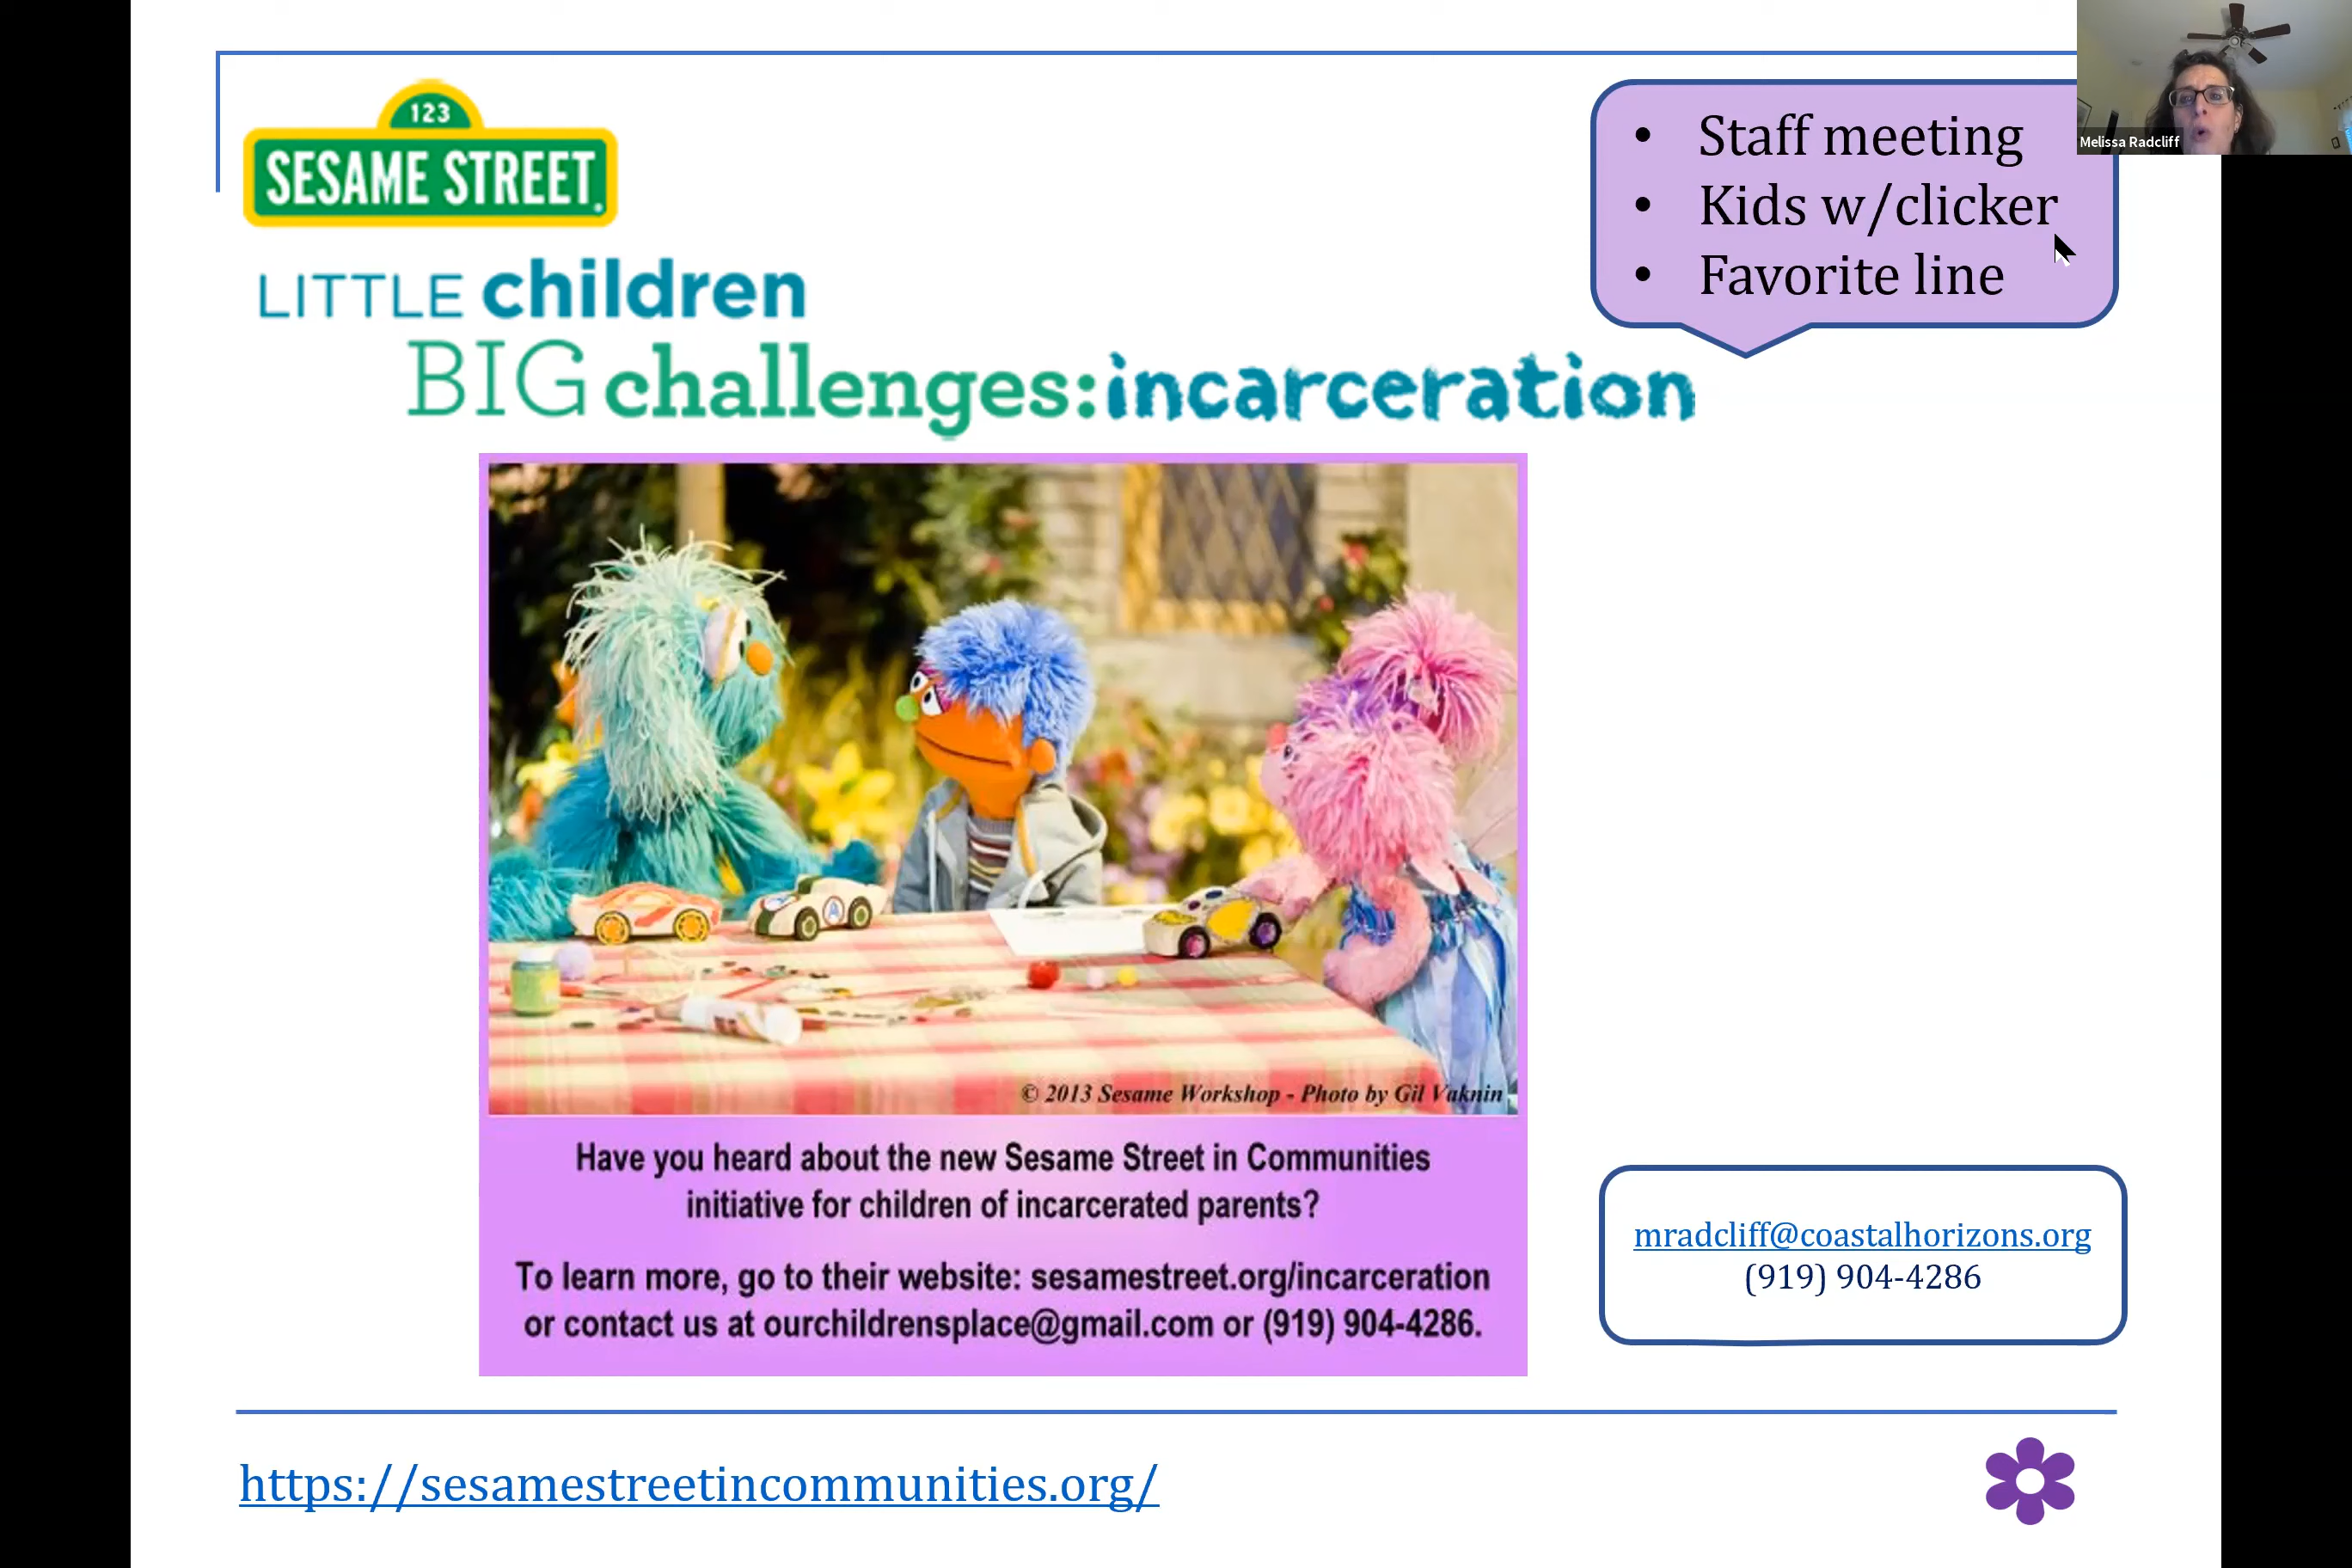 123
SESAME STREET
LITTLE children
BIG challenges: incarceration
• Staff meeting
• Kids w/clicker
• Favorite line
Melissa Radcliff
© 2013 Sesame Workshop - Photo by Gil Vaknin
Have you heard about the new Sesame Street in Communities
initiative for children of incarcerated parents?
To learn more, go to their website: sesamestreet.org/incarceration
or contact us at ourchildrensplace@gmail.com or (919) 904-4286.
mradcliff@coastalhorizons.org
(919) 904-4286
https://sesamestreetincommunities.org/